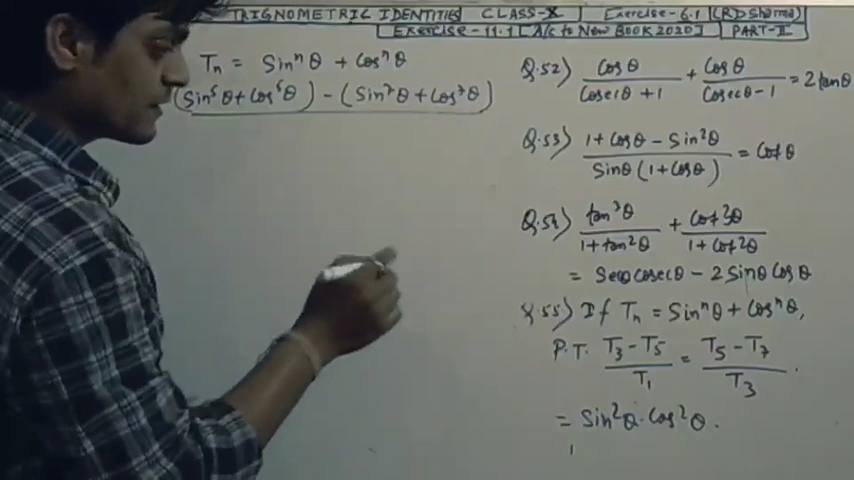 TRIGNOMETRIC IDENTITIES CLASS-X Exercise-6.1 (RD Sharma)
Exercise-11.1 [A/c to New BOOK 2020] PART-II
Tn = Sinⁿθ + Cosⁿθ
(Sin⁵θ + Cos⁵θ) - (Sin⁷θ + Cos⁷θ)
Q.52) Cosθ/(Cosecθ + 1) + Cosθ/(Cosecθ - 1) = 2 tanθ
Q.53) (1 + Cosθ - Sin²θ)/(Sinθ (1 + Cosθ)) = Cotθ
Q.54) tan³θ/(1 + tan²θ) + Cot³θ/(1 + Cot²θ)
= Secθ Cosecθ - 2 Sinθ Cosθ
Q.55) If Tn = Sinⁿθ + Cosⁿθ,
P.T. (T₃ - T₅)/T₁ = (T₅ - T₇)/T₃.
= Sin²θ. Cos²θ.